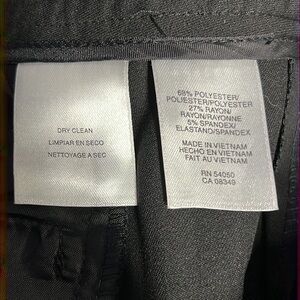 DRY CLEAN
LIMPIAR EN SECO
NETTOYAGE A SEC
68% POLYESTER/
POLIESTER/POLYESTER
27% RAYON/
RAYON/RAYONNE
5% SPANDEX/
ELASTANO/SPANDEX
MADE IN VIETNAM
HECHO EN VIETNAM
FAIT AU VIETNAM
RN 54050
CA 08349